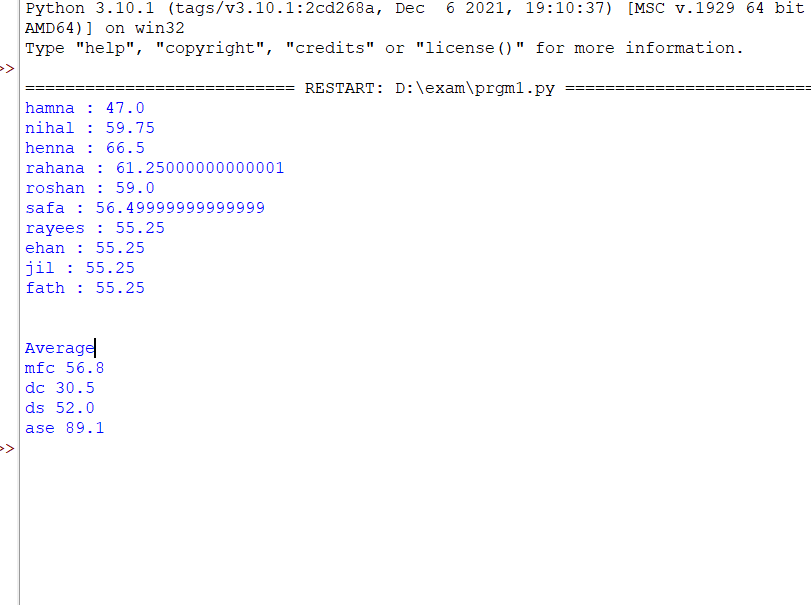 Python 3.10.1 (tags/v3.10.1:2cd268a, Dec  6 2021, 19:10:37) [MSC v.1929 64 bit
AMD64)] on win32
Type "help", "copyright", "credits" or "license()" for more information.
>>
=========================== RESTART: D:\exam\prgm1.py =========================
hamna : 47.0
nihal : 59.75
henna : 66.5
rahana : 61.25000000000001
roshan : 59.0
safa : 56.49999999999999
rayees : 55.25
ehan : 55.25
jil : 55.25
fath : 55.25
Average
mfc 56.8
dc 30.5
ds 52.0
ase 89.1
>>